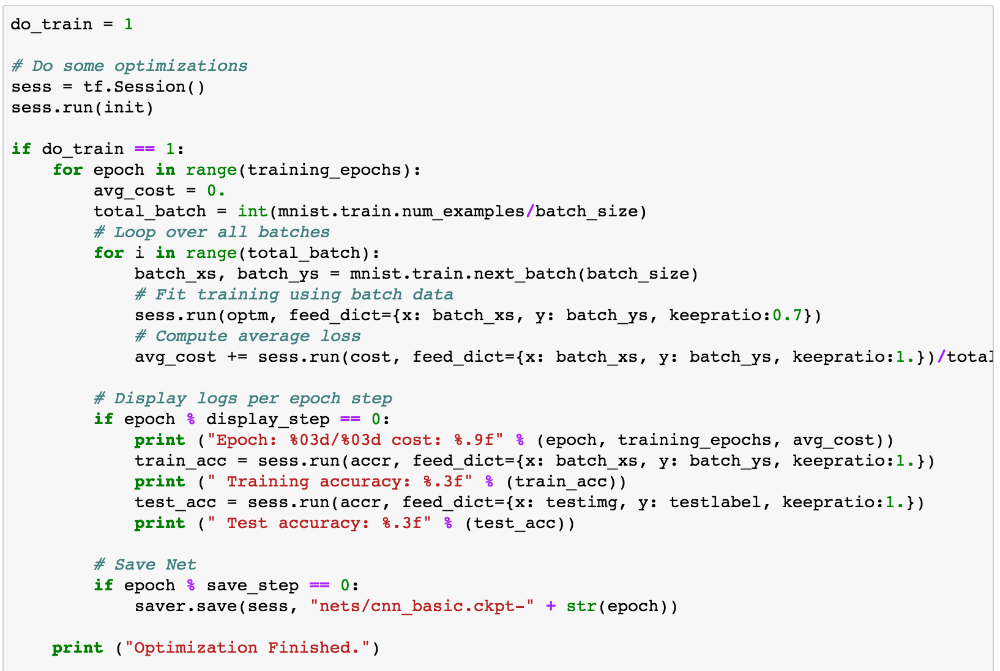 do_train = 1
# Do some optimizations
sess = tf.Session()
sess.run(init)
if do_train == 1:
    for epoch in range(training_epochs):
        avg_cost = 0.
        total_batch = int(mnist.train.num_examples/batch_size)
        # Loop over all batches
        for i in range(total_batch):
            batch_xs, batch_ys = mnist.train.next_batch(batch_size)
            # Fit training using batch data
            sess.run(optm, feed_dict={x: batch_xs, y: batch_ys, keepratio:0.7})
            # Compute average loss
            avg_cost += sess.run(cost, feed_dict={x: batch_xs, y: batch_ys, keepratio:1.})/total
        # Display logs per epoch step
        if epoch % display_step == 0:
            print ("Epoch: %03d/%03d cost: %.9f" % (epoch, training_epochs, avg_cost))
            train_acc = sess.run(accr, feed_dict={x: batch_xs, y: batch_ys, keepratio:1.})
            print (" Training accuracy: %.3f" % (train_acc))
            test_acc = sess.run(accr, feed_dict={x: testimg, y: testlabel, keepratio:1.})
            print (" Test accuracy: %.3f" % (test_acc))
        # Save Net
        if epoch % save_step == 0:
            saver.save(sess, "nets/cnn_basic.ckpt-" + str(epoch))
    print ("Optimization Finished.")